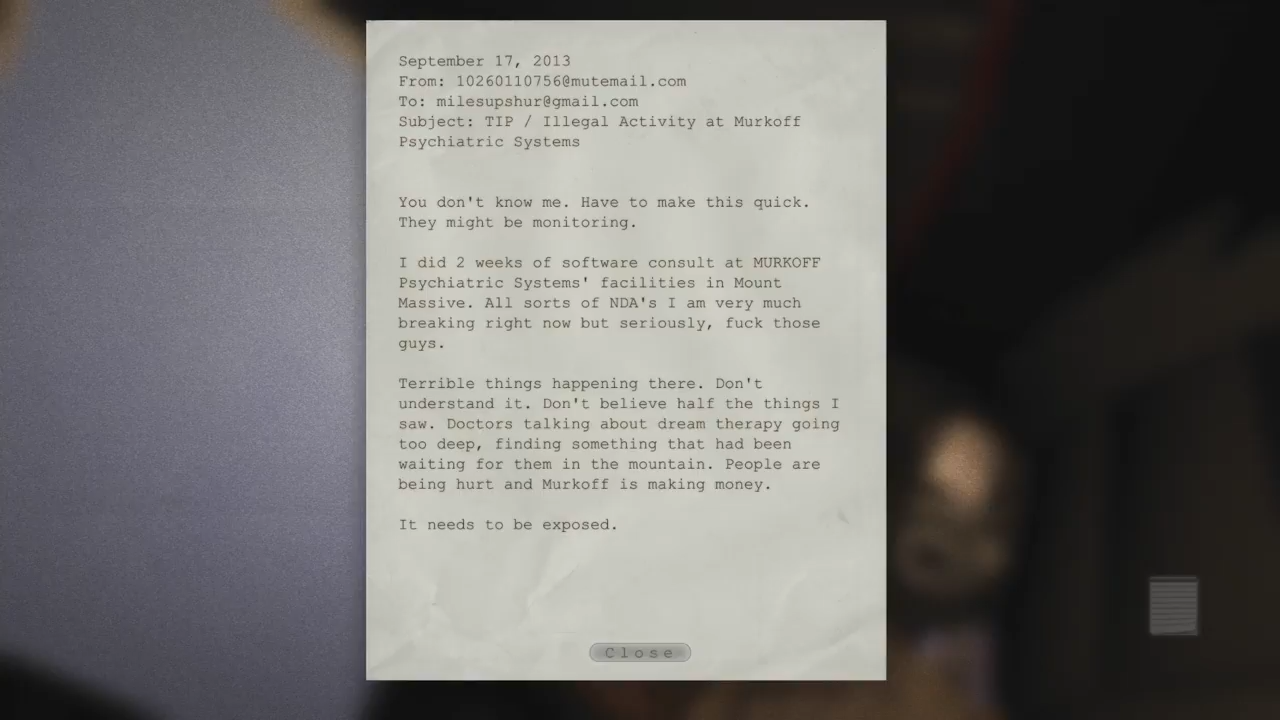 September 17, 2013
From: 10260110756@mutemail.com
To: milesupshur@gmail.com
Subject: TIP / Illegal Activity at Murkoff
Psychiatric Systems
You don't know me. Have to make this quick.
They might be monitoring.
I did 2 weeks of software consult at MURKOFF
Psychiatric Systems' facilities in Mount
Massive. All sorts of NDA's I am very much
breaking right now but seriously, fuck those
guys.
Terrible things happening there. Don't
understand it. Don't believe half the things I
saw. Doctors talking about dream therapy going
too deep, finding something that had been
waiting for them in the mountain. People are
being hurt and Murkoff is making money.
It needs to be exposed.
Close